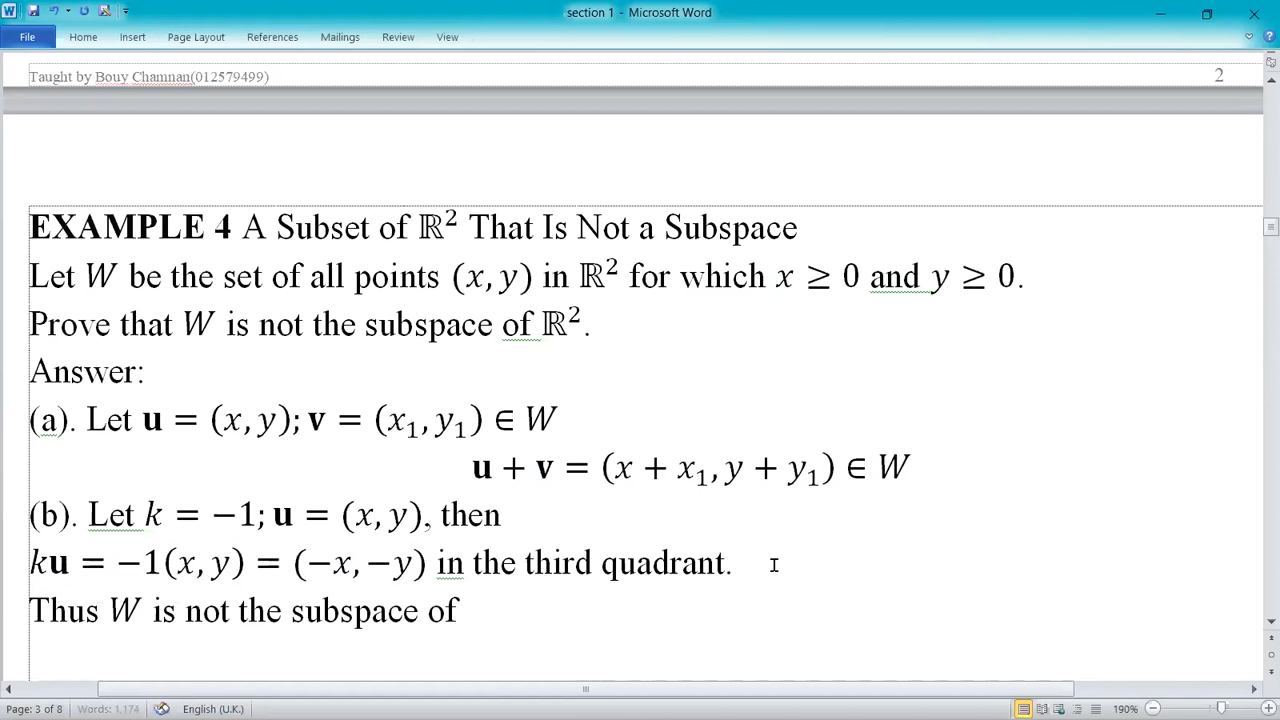 section 1 - Microsoft Word
File Home Insert Page Layout References Mailings Review View
Taught by Bouy Chamnan(012579499) 2
EXAMPLE 4 A Subset of ℝ² That Is Not a Subspace
Let W be the set of all points (x, y) in ℝ² for which x ≥ 0 and y ≥ 0.
Prove that W is not the subspace of ℝ².
Answer:
(a). Let u = (x, y); v = (x₁, y₁) ∈ W
u + v = (x + x₁, y + y₁) ∈ W
(b). Let k = −1; u = (x, y), then
ku = −1(x, y) = (−x, −y) in the third quadrant.
Thus W is not the subspace of
Page: 3 of 8 Words: 1,174 English (U.K.) 190%